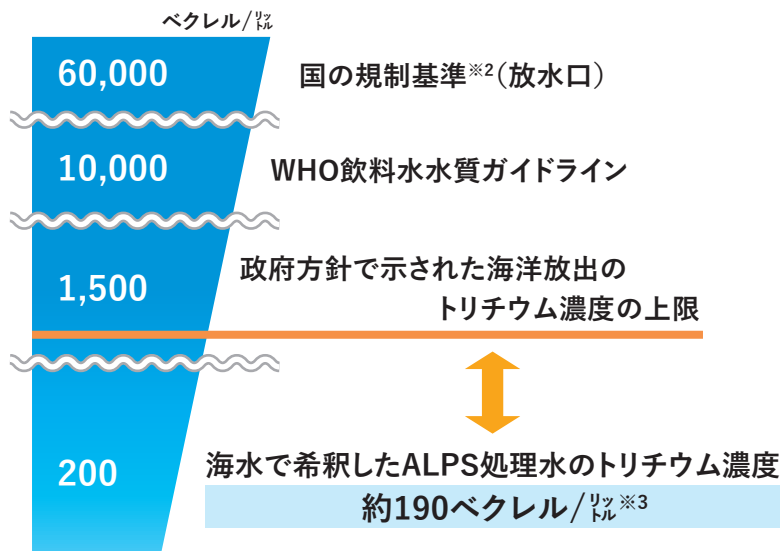 ベクレル/リットル
60,000
国の規制基準※2(放水口)
10,000
WHO飲料水水質ガイドライン
1,500
政府方針で示された海洋放出の
トリチウム濃度の上限
200
海水で希釈したALPS処理水のトリチウム濃度
約190ベクレル/リットル※3